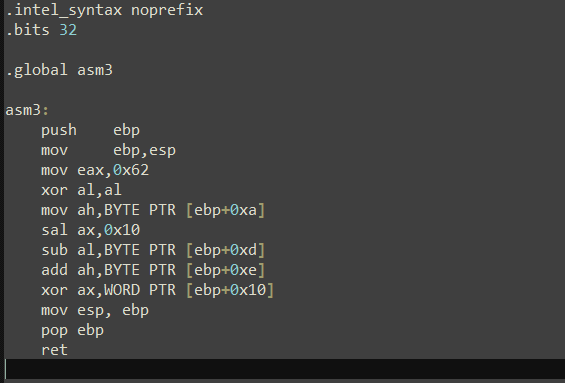 .intel_syntax noprefix
.bits 32

.global asm3

asm3:
    push    ebp
    mov     ebp,esp
    mov eax,0x62
    xor al,al
    mov ah,BYTE PTR [ebp+0xa]
    sal ax,0x10
    sub al,BYTE PTR [ebp+0xd]
    add ah,BYTE PTR [ebp+0xe]
    xor ax,WORD PTR [ebp+0x10]
    mov esp, ebp
    pop ebp
    ret